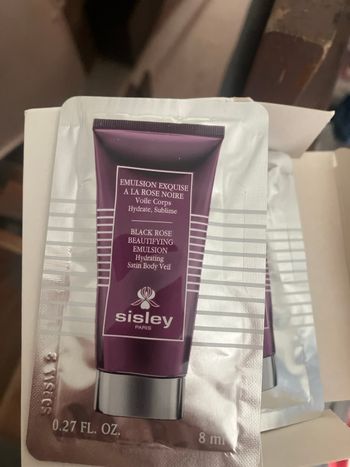 EMULSION EXQUISE
A LA ROSE NOIRE
Voile Corps
Hydrate, Sublime
BLACK ROSE
BEAUTIFYING
EMULSION
Hydrating
Satin Body Veil
sisley
PARIS
0.27 FL. OZ.
8 ml